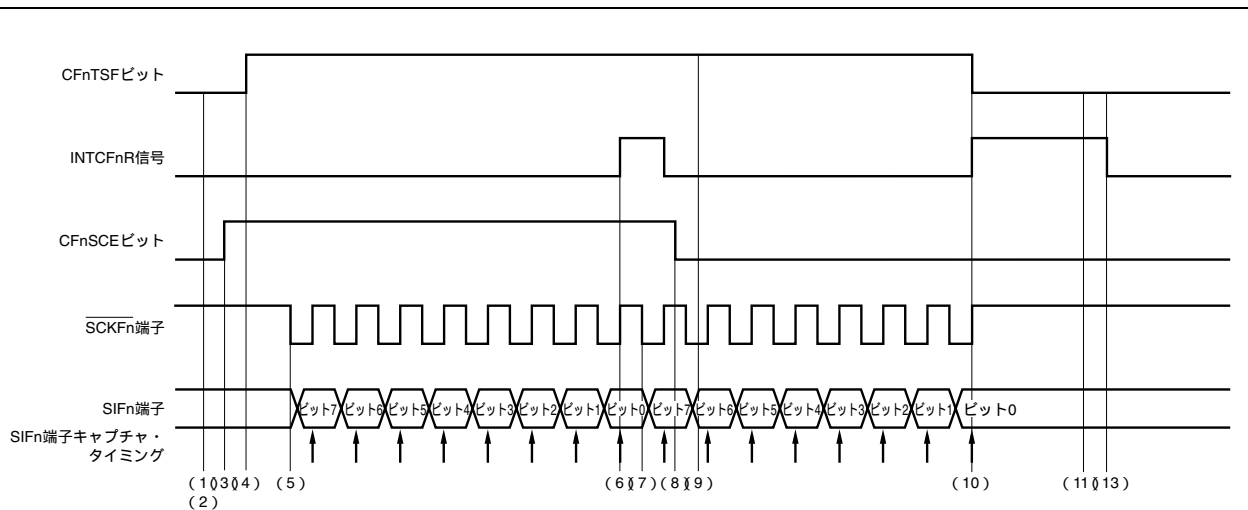 CFnTSFビット
INTCFnR信号
CFnSCEビット
SCKFn端子
SIFn端子
ビット7 ビット6 ビット5 ビット4 ビット3 ビット2 ビット1 ビット0 ビット7 ビット6 ビット5 ビット4 ビット3 ビット2 ビット1 ビット0
SIFn端子キャプチャ・
タイミング
(1)(3)(4) (5) (6)(7)(8)(9) (10) (11)(13)
(2)